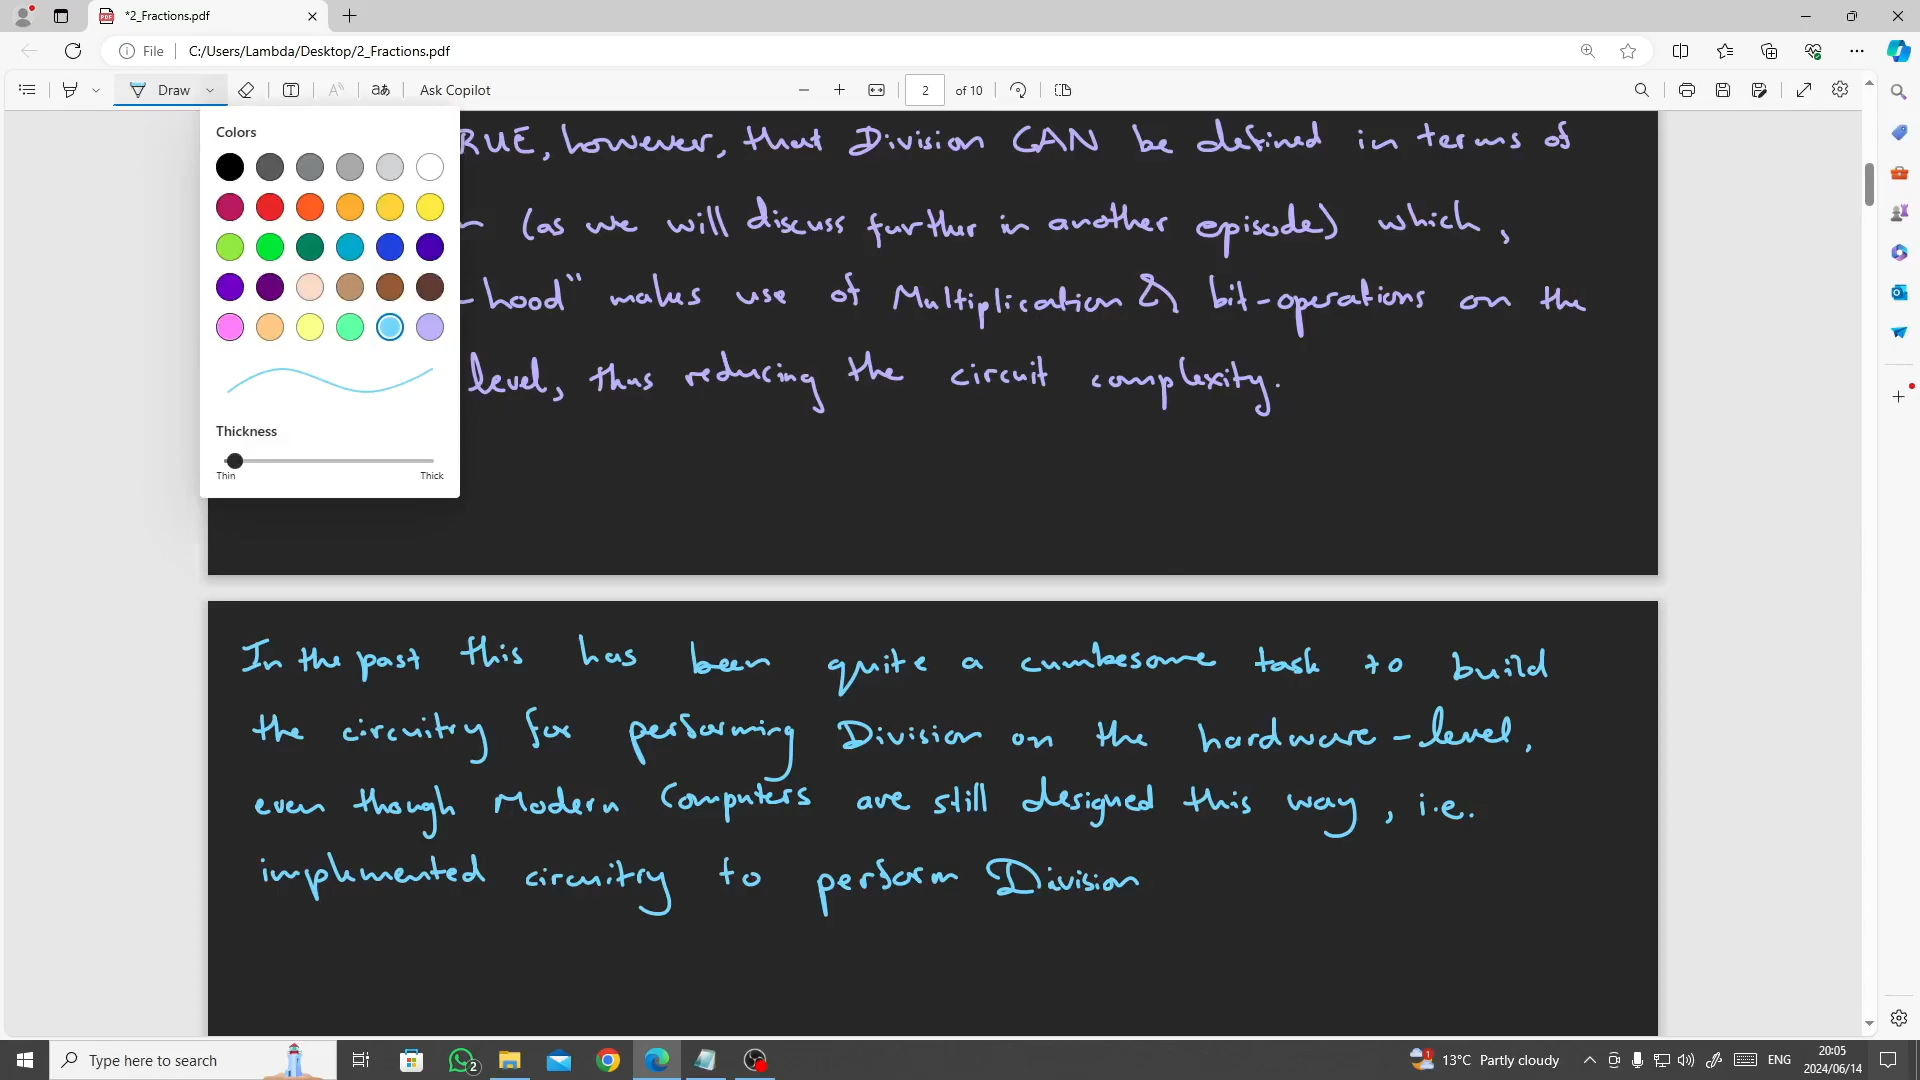 *2_Fractions.pdf
File
C:/Users/Lambda/Desktop/2_Fractions.pdf
Draw
aあ
Ask Copilot
2
of 10
Colors
Thickness
Thin
Thick
RUE, however, that Division CAN be defined in terms of
n (as we will discuss further in another episode) which,
-hood" makes use of Multiplication & bit-operations on the
level, thus reducing the circuit complexity.
In the past this has been quite a cumbesome task to build
the circuitry for performing Division on the hardware-level,
even though Modern Computers are still designed this way, i.e.
implemented circuitry to perform Division
Type here to search
2
1
13°C Partly cloudy
ENG
20:05
2024/06/14